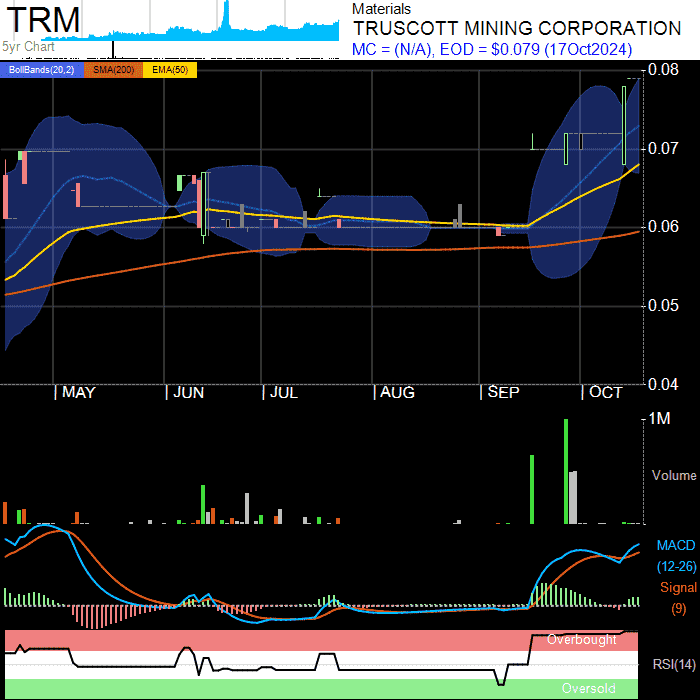 TRM
5yr Chart
Materials
TRUSCOTT MINING CORPORATION
MC = (N/A), EOD = $0.079 (17Oct2024)
BollBands(20,2) SMA(200) EMA(50)
0.08
0.07
0.06
0.05
0.04
MAY JUN JUL AUG SEP OCT
1M
Volume
MACD
(12-26)
Signal
(9)
Overbought
RSI(14)
Oversold